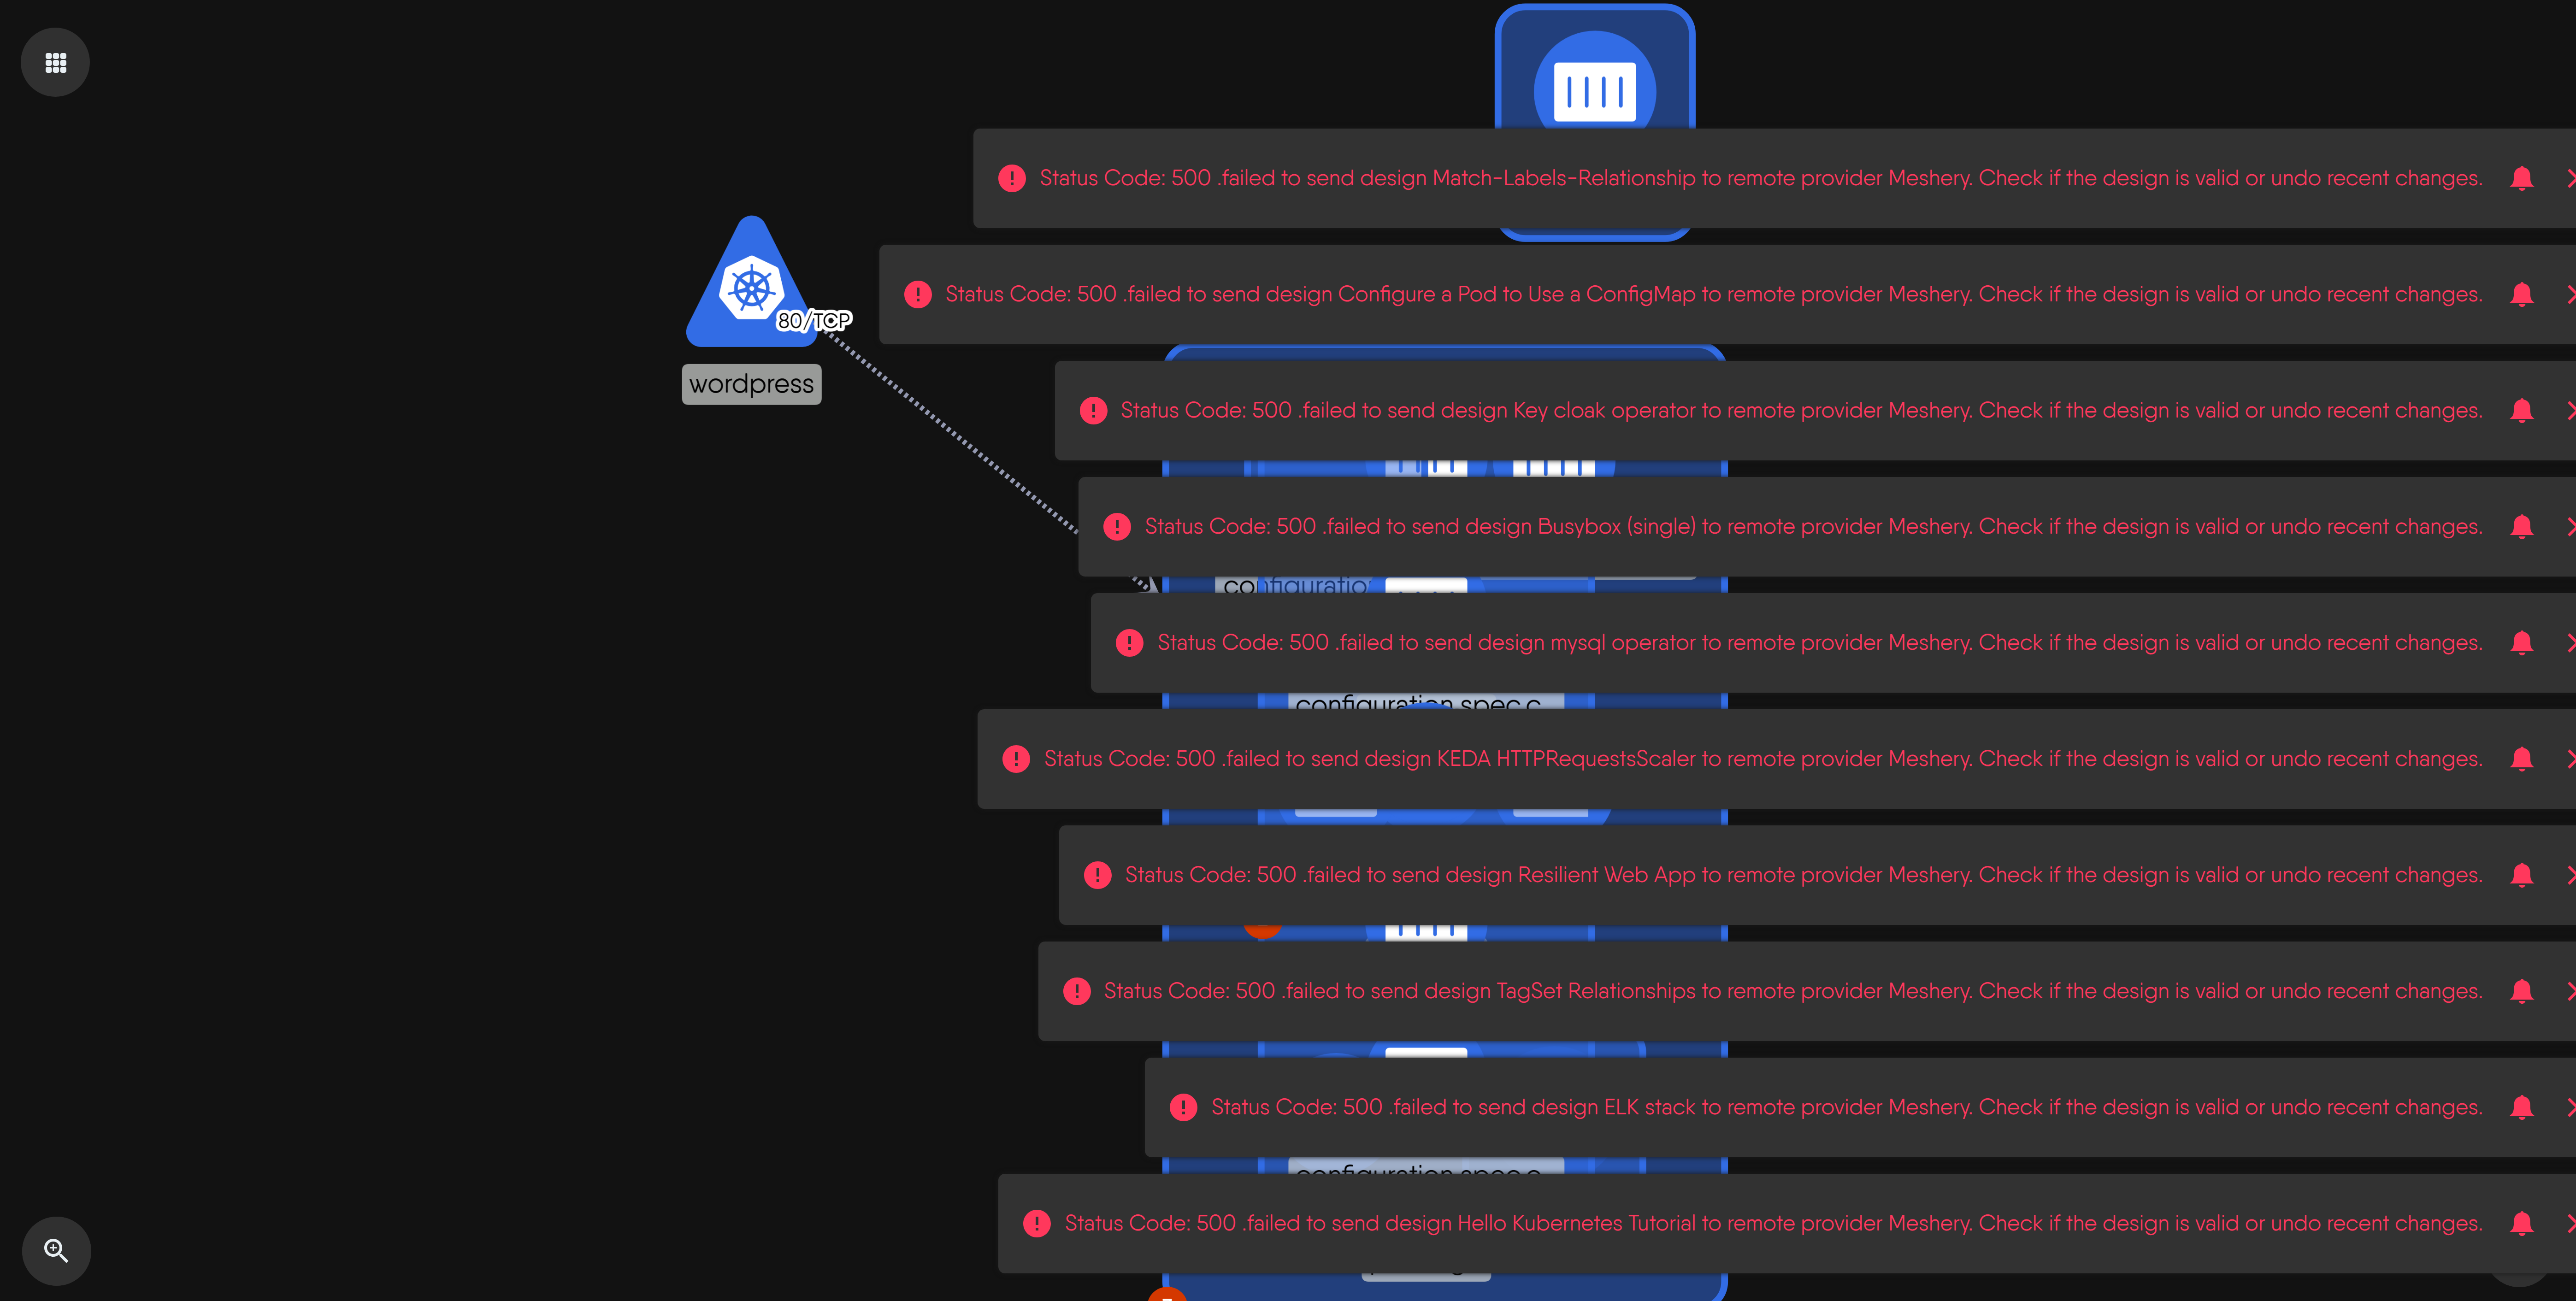 Status Code: 500 .failed to send design Match-Labels-Relationship to remote provider Meshery. Check if the design is valid or undo recent changes.
Status Code: 500 .failed to send design Configure a Pod to Use a ConfigMap to remote provider Meshery. Check if the design is valid or undo recent changes.
80/TCP
wordpress
Status Code: 500 .failed to send design Key cloak operator to remote provider Meshery. Check if the design is valid or undo recent changes.
Status Code: 500 .failed to send design Busybox (single) to remote provider Meshery. Check if the design is valid or undo recent changes.
configuratio
Status Code: 500 .failed to send design mysql operator to remote provider Meshery. Check if the design is valid or undo recent changes.
configuration.spec.c
Status Code: 500 .failed to send design KEDA HTTPRequestsScaler to remote provider Meshery. Check if the design is valid or undo recent changes.
Status Code: 500 .failed to send design Resilient Web App to remote provider Meshery. Check if the design is valid or undo recent changes.
Status Code: 500 .failed to send design TagSet Relationships to remote provider Meshery. Check if the design is valid or undo recent changes.
Status Code: 500 .failed to send design ELK stack to remote provider Meshery. Check if the design is valid or undo recent changes.
configuration.spec.c
Status Code: 500 .failed to send design Hello Kubernetes Tutorial to remote provider Meshery. Check if the design is valid or undo recent changes.